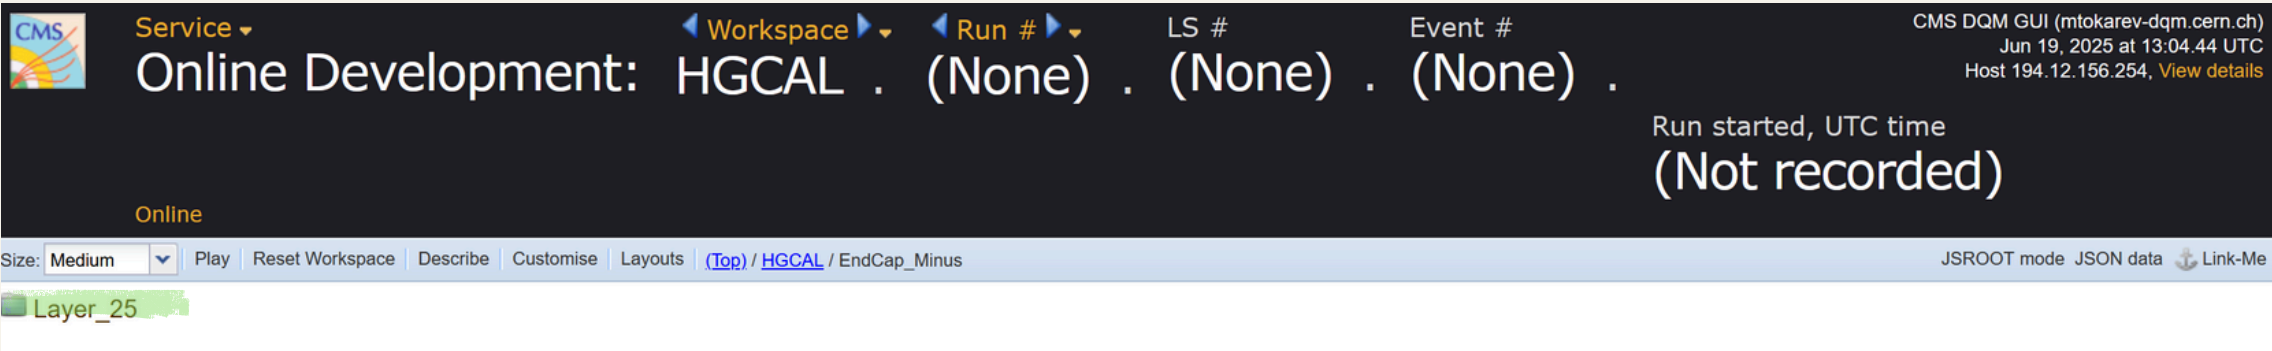 CMS
Service
Online Development:
Workspace
HGCAL .
Run #
(None) .
LS #
(None) .
Event #
(None) .
CMS DQM GUI (mtokarev-dqm.cern.ch)
Jun 19, 2025 at 13:04.44 UTC
Host 194.12.156.254, View details
Run started, UTC time
(Not recorded)
Online
Size: Medium Play Reset Workspace Describe Customise Layouts (Top) / HGCAL / EndCap_Minus JSROOT mode JSON data Link-Me
Layer_25